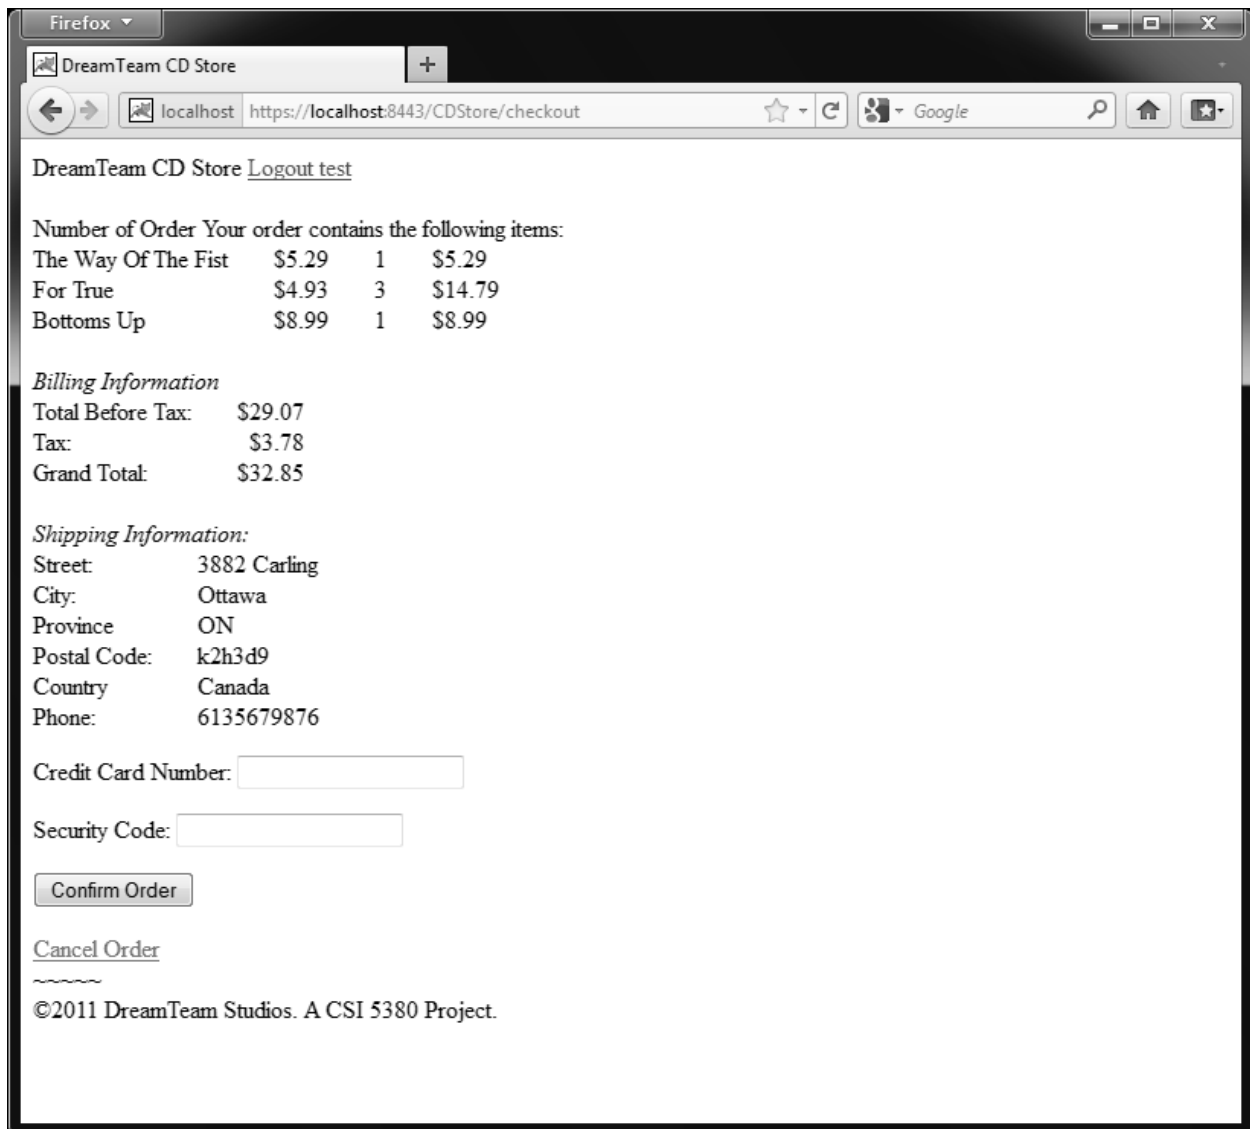 Firefox
DreamTeam CD Store
localhost https://localhost:8443/CDStore/checkout Google
DreamTeam CD Store Logout test
Number of Order Your order contains the following items:
The Way Of The Fist $5.29 1 $5.29
For True $4.93 3 $14.79
Bottoms Up $8.99 1 $8.99
Billing Information
Total Before Tax: $29.07
Tax: $3.78
Grand Total: $32.85
Shipping Information:
Street: 3882 Carling
City: Ottawa
Province ON
Postal Code: k2h3d9
Country Canada
Phone: 6135679876
Credit Card Number:
Security Code:
Confirm Order
Cancel Order
~~~~~
©2011 DreamTeam Studios. A CSI 5380 Project.